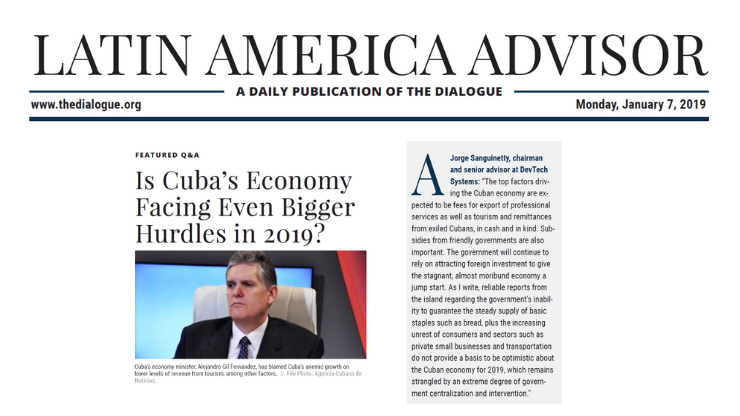 LATIN AMERICA ADVISOR
A DAILY PUBLICATION OF THE DIALOGUE
www.thedialogue.org
Monday, January 7, 2019
FEATURED Q&A
Is Cuba's Economy
Facing Even Bigger
Hurdles in 2019?
Cuba's economy minister, Alejandro Gil Fernández, has blamed Cuba's anemic growth on
lower levels of revenue from tourism, among other factors. // File Photo: Agencia Cubana de
Noticias.
A Jorge Sanguinetty, chairman
and senior advisor at DevTech
Systems: "The top factors driv-
ing the Cuban economy are ex-
pected to be fees for export of professional
services as well as tourism and remittances
from exiled Cubans, in cash and in kind. Sub-
sidies from friendly governments are also
important. The government will continue to
rely on attracting foreign investment to give
the stagnant, almost moribund economy a
jump start. As I write, reliable reports from
the island regarding the government's inabil-
ity to guarantee the steady supply of basic
staples such as bread, plus the increasing
unrest of consumers and sectors such as
private small businesses and transportation
do not provide a basis to be optimistic about
the Cuban economy for 2019, which remains
strangled by an extreme degree of govern-
ment centralization and intervention."